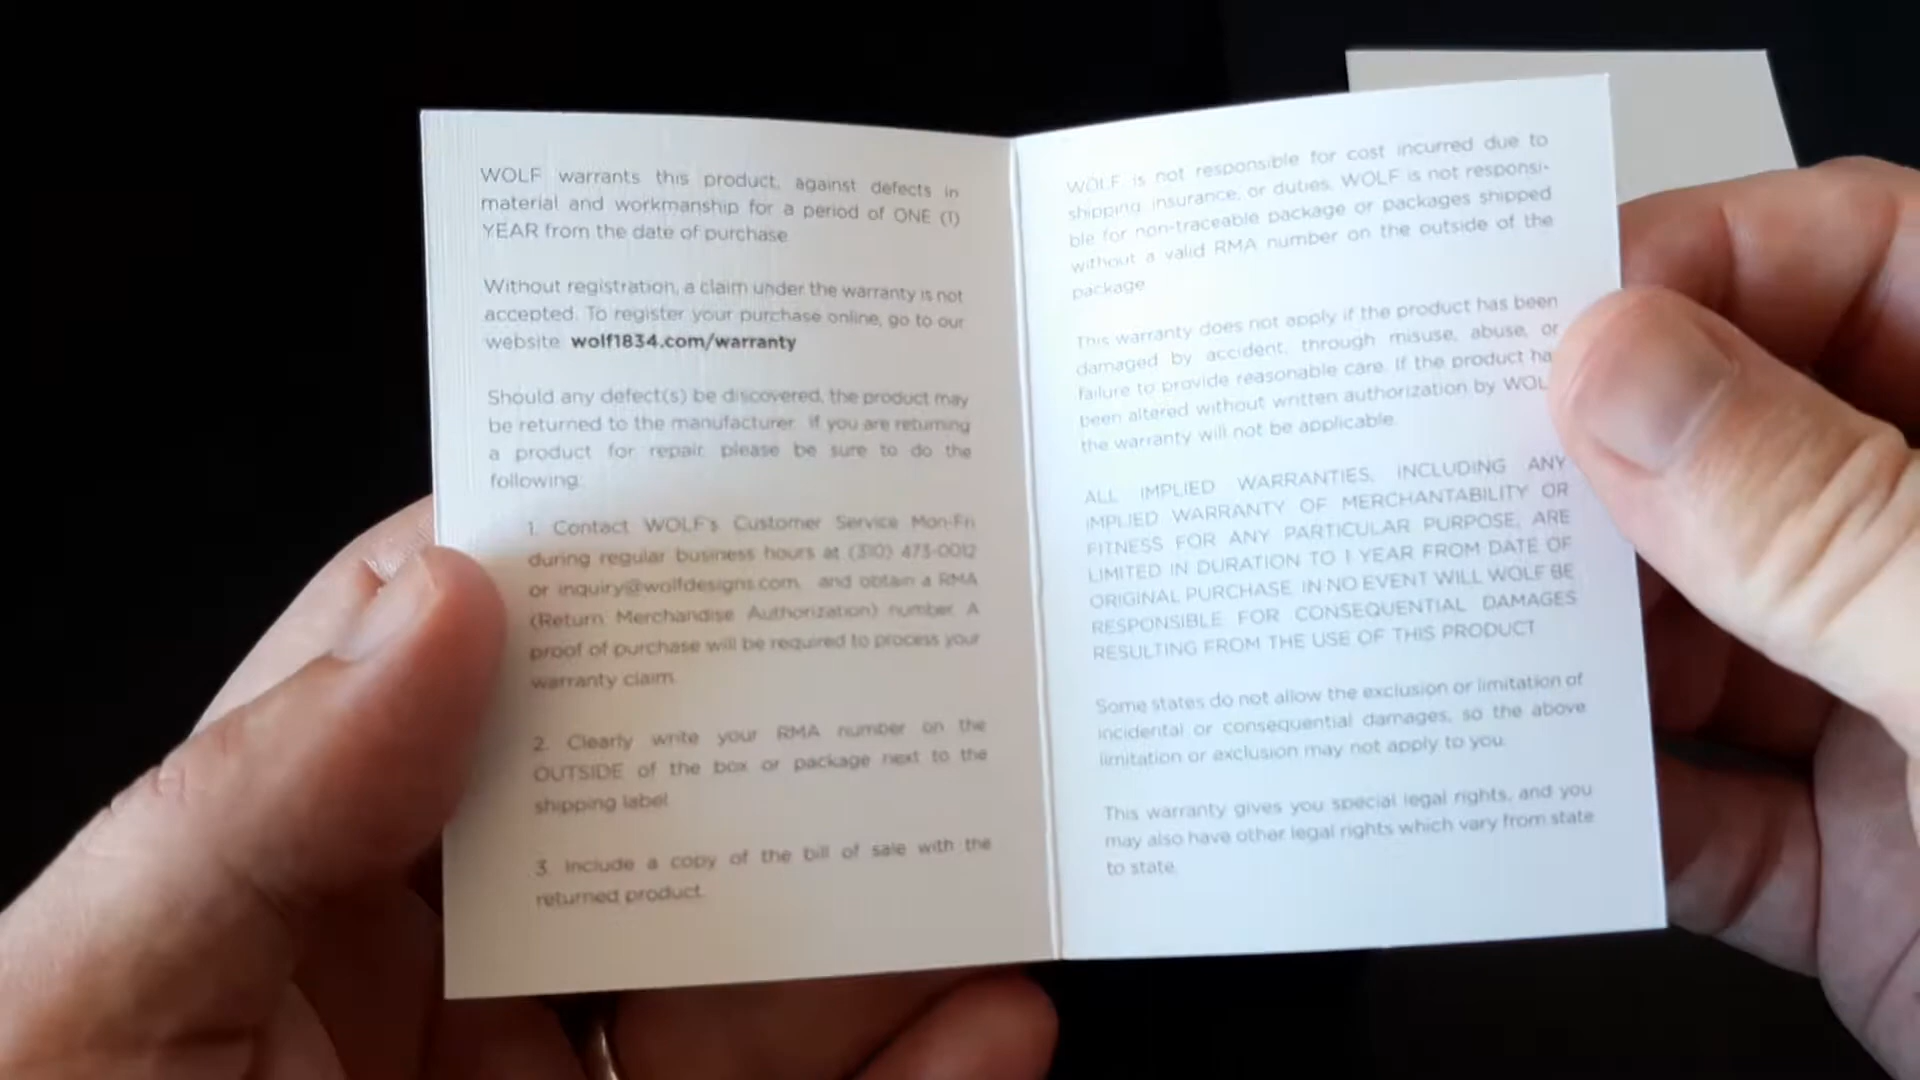 WOLF warrants this product, against defects in
material and workmanship for a period of ONE (1)
YEAR from the date of purchase.
Without registration, a claim under the warranty is not
accepted. To register your purchase online, go to our
website wolf1834.com/warranty
Should any defect(s) be discovered, the product may
be returned to the manufacturer. If you are returning
a product for repair please be sure to do the
following:
1. Contact WOLF's Customer Service Mon-Fri
during regular business hours at (310) 473-0012
or inquiry@wolfdesigns.com, and obtain a RMA
(Return Merchandise Authorization) number. A
proof of purchase will be required to process your
warranty claim.
2. Clearly write your RMA number on the
OUTSIDE of the box or package next to the
shipping label
3. Include a copy of the bill of sale with the
returned product.
WOLF is not responsible for cost incurred due to
shipping insurance, or duties. WOLF is not responsi-
ble for non-traceable package or packages shipped
without a valid RMA number on the outside of the
package
This warranty does not apply if the product has been
damaged by accident, through misuse, abuse, or
failure to provide reasonable care. If the product ha
been altered without written authorization by WOL
the warranty will not be applicable.
ALL IMPLIED WARRANTIES, INCLUDING ANY
IMPLIED WARRANTY OF MERCHANTABILITY OR
FITNESS FOR ANY PARTICULAR PURPOSE, ARE
LIMITED IN DURATION TO 1 YEAR FROM DATE OF
ORIGINAL PURCHASE. IN NO EVENT WILL WOLF BE
RESPONSIBLE FOR CONSEQUENTIAL DAMAGES
RESULTING FROM THE USE OF THIS PRODUCT
Some states do not allow the exclusion or limitation of
incidental or consequential damages, so the above
limitation or exclusion may not apply to you.
This warranty gives you special legal rights, and you
may also have other legal rights which vary from state
to state.